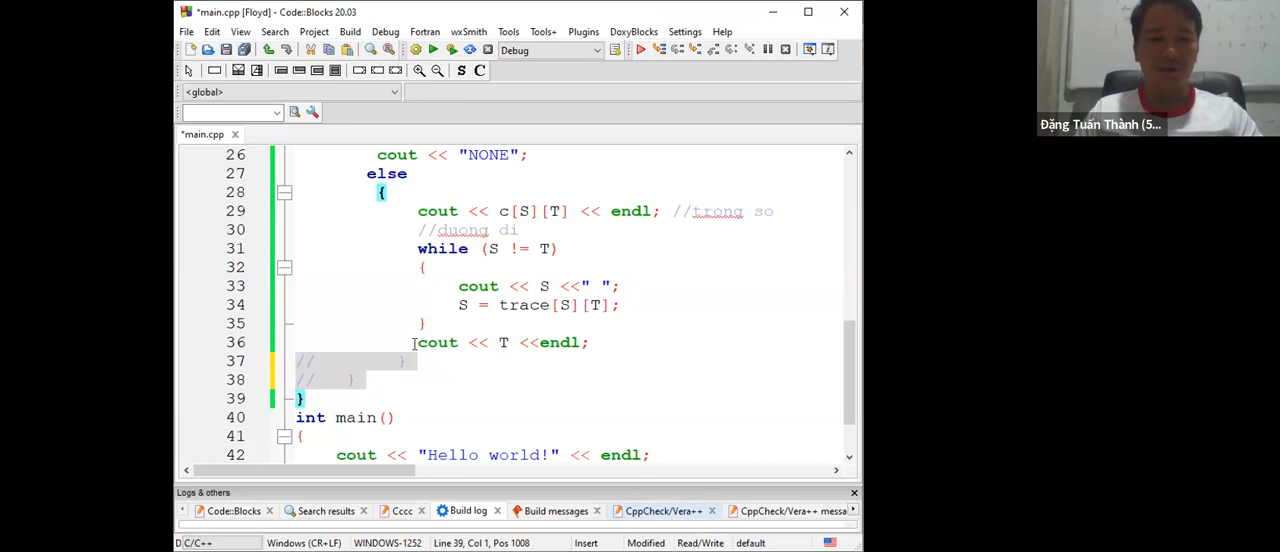 *main.cpp [Floyd] - Code::Blocks 20.03
File Edit View Search Project Build Debug Fortran wxSmith Tools Tools+ Plugins DoxyBlocks Settings Help
Debug
S C
<global>
*main.cpp
26 cout << "NONE";
27 else
28 {
29 cout << c[S][T] << endl; //trong so
30 //duong di
31 while (S != T)
32 {
33 cout << S <<" ";
34 S = trace[S][T];
35 }
36 cout << T <<endl;
37 // }
38 // }
39 }
40 int main()
41 {
42 cout << "Hello world!" << endl;
Logs & others
Code::Blocks Search results Cccc Build log Build messages CppCheck/Vera++ CppCheck/Vera++ messa
D C/C++ Windows (CR+LF) WINDOWS-1252 Line 39, Col 1, Pos 1008 Insert Modified Read/Write default
Đặng Tuấn Thành (5...